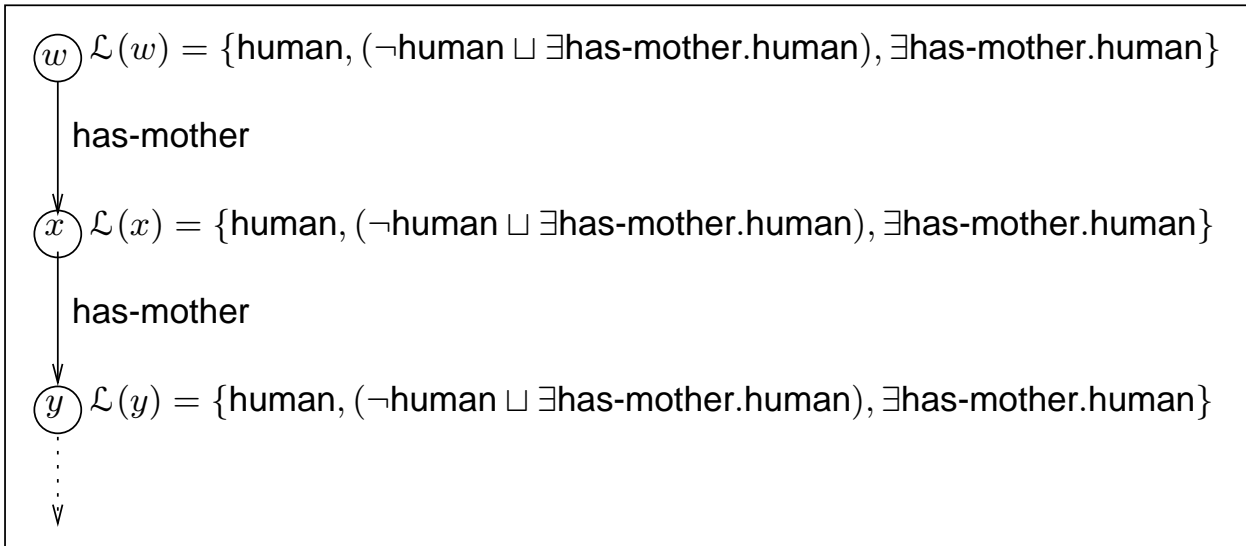 w ℒ(w) = {human, (¬human ⊔ ∃has-mother.human), ∃has-mother.human}
has-mother
x ℒ(x) = {human, (¬human ⊔ ∃has-mother.human), ∃has-mother.human}
has-mother
y ℒ(y) = {human, (¬human ⊔ ∃has-mother.human), ∃has-mother.human}